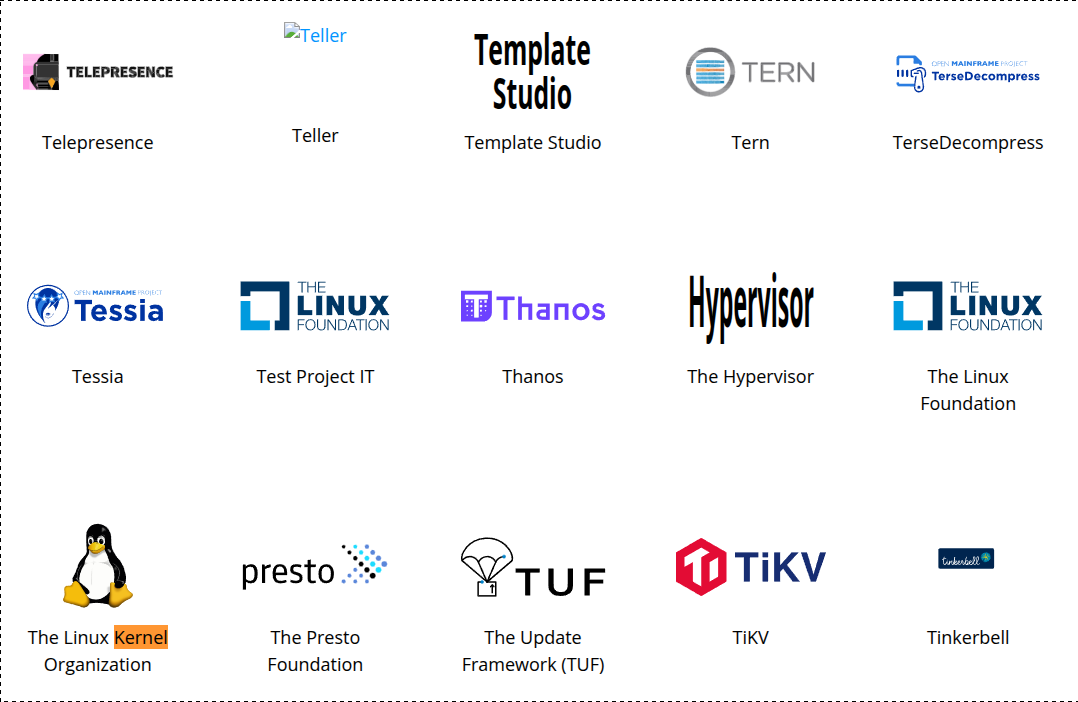 TELEPRESENCE
Teller
Template
Studio
TERN
OPEN MAINFRAME PROJECT
TerseDecompress
Telepresence
Teller
Template Studio
Tern
TerseDecompress
OPEN MAINFRAME PROJECT
Tessia
THE
LINUX
FOUNDATION
Thanos
Hypervisor
THE
LINUX
FOUNDATION
Tessia
Test Project IT
Thanos
The Hypervisor
The Linux
Foundation
presto
TUF
TiKV
tinkerbell
The Linux Kernel
Organization
The Presto
Foundation
The Update
Framework (TUF)
TiKV
Tinkerbell